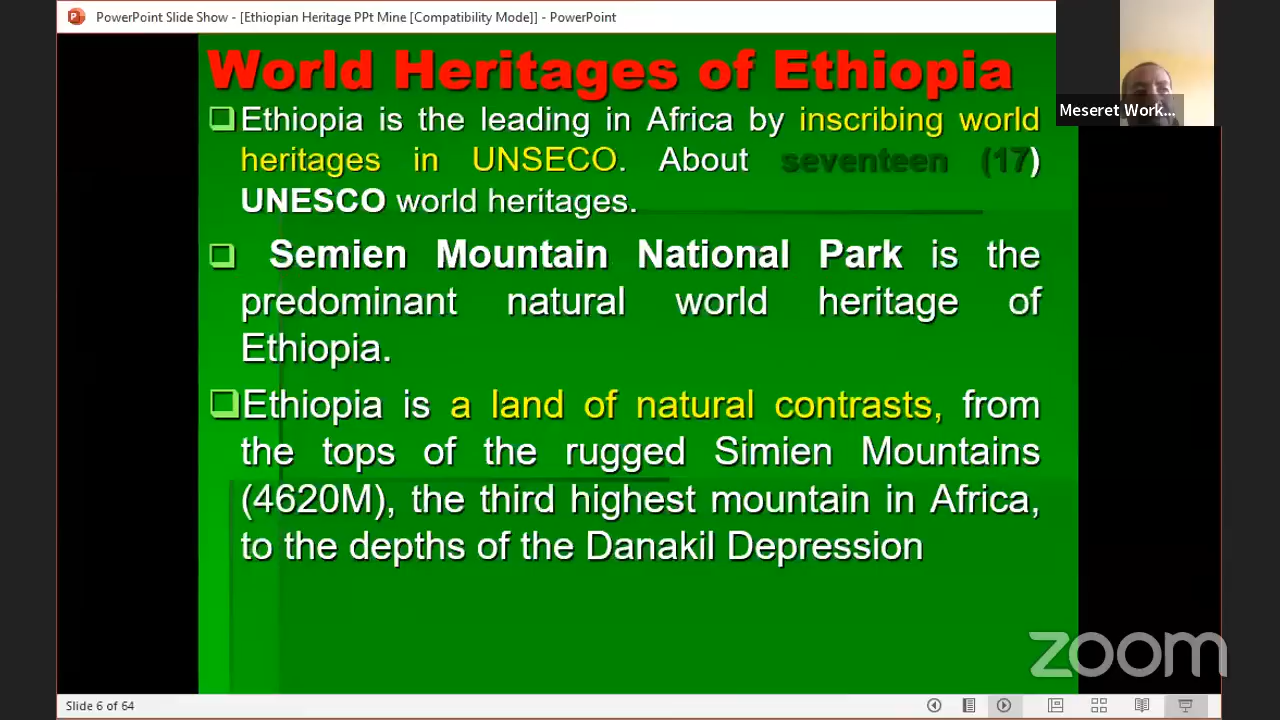 PowerPoint Slide Show - [Ethiopian Heritage PPt Mine [Compatibility Mode]] - PowerPoint
Meseret Work...
World Heritages of Ethiopia
Ethiopia is the leading in Africa by inscribing world
heritages in UNSECO. About seventeen (17)
UNESCO world heritages.
Semien Mountain National Park is the
predominant natural world heritage of
Ethiopia.
Ethiopia is a land of natural contrasts, from
the tops of the rugged Simien Mountains
(4620M), the third highest mountain in Africa,
to the depths of the Danakil Depression
zoom
Slide 6 of 64